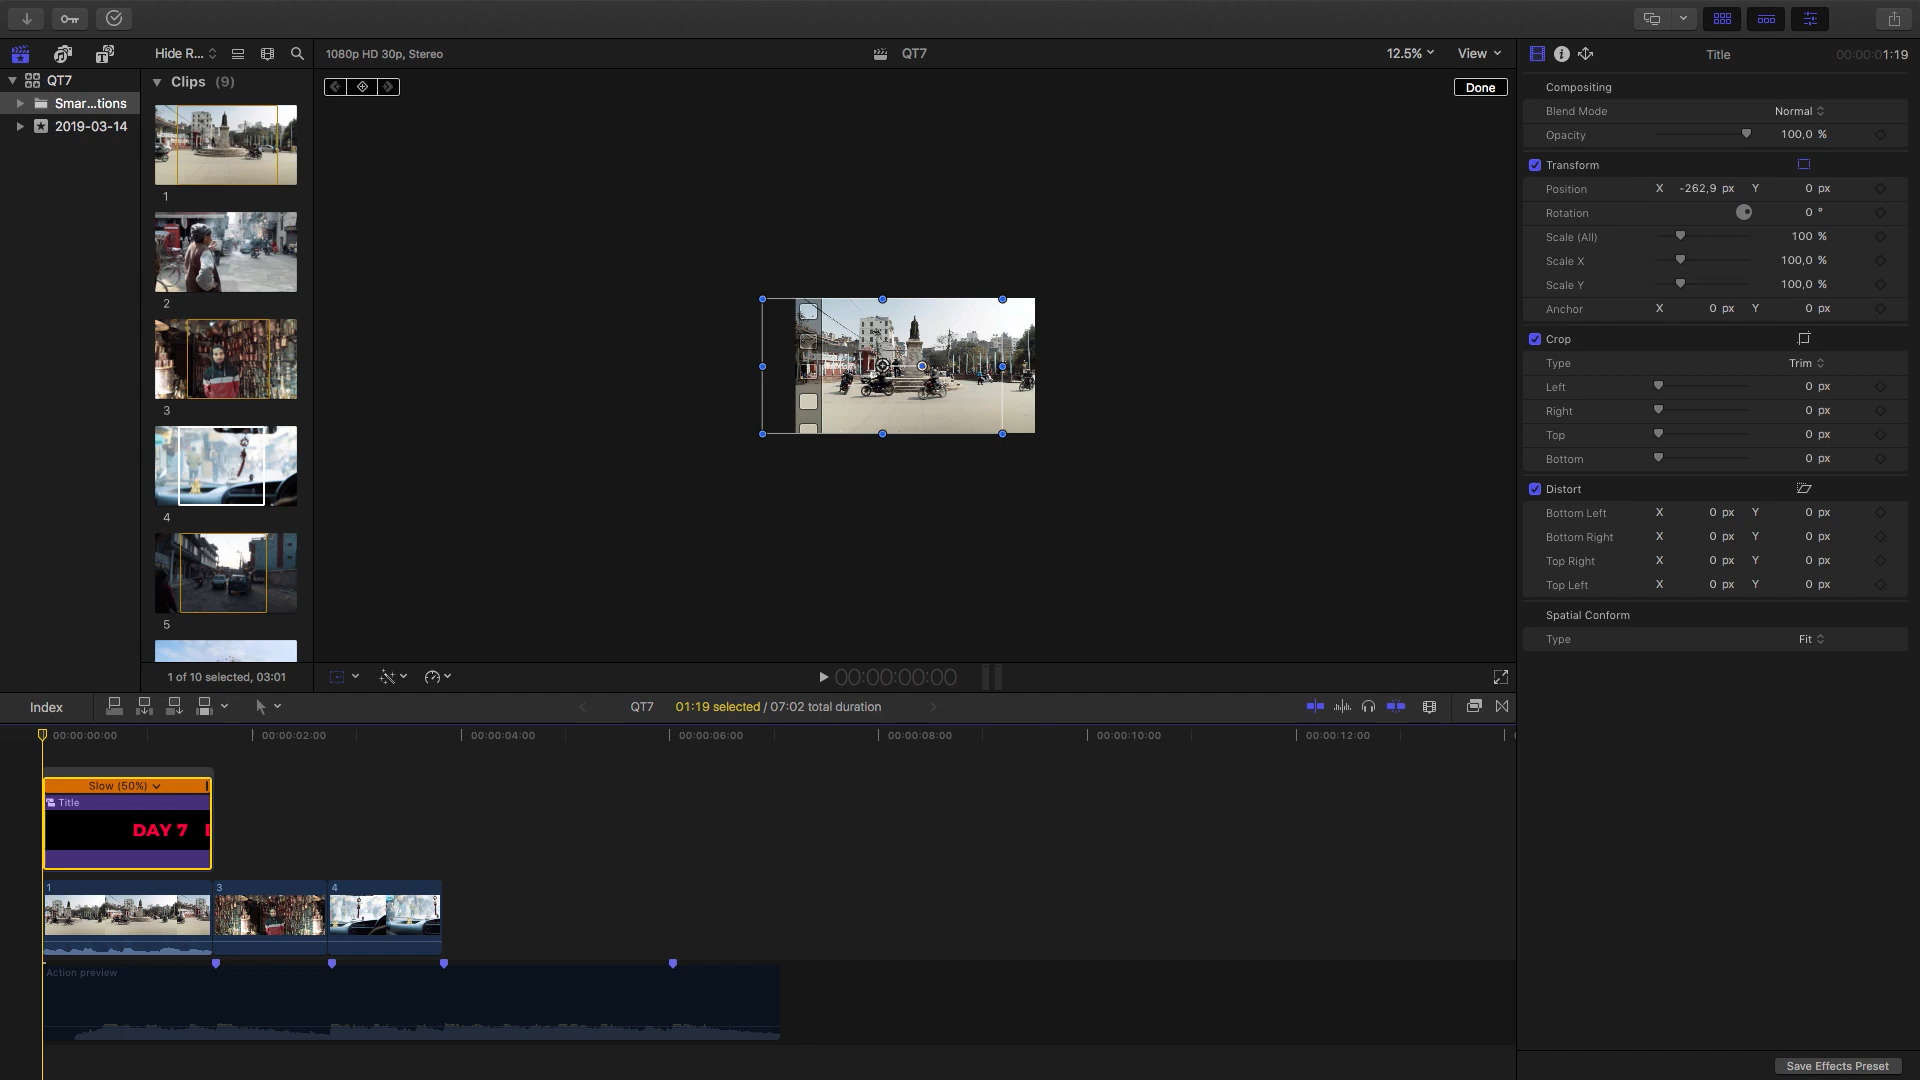 Hide R...
1080p HD 30p, Stereo
QT7
12.5%
View
Title
00:00:01:19
QT7
Smar...tions
2019-03-14
Clips (9)
1
2
3
4
5
1 of 10 selected, 03:01
Done
Compositing
Blend Mode Normal
Opacity 100,0 %
Transform
Position X -262,9 px Y 0 px
Rotation 0 °
Scale (All) 100 %
Scale X 100,0 %
Scale Y 100,0 %
Anchor X 0 px Y 0 px
Crop
Type Trim
Left 0 px
Right 0 px
Top 0 px
Bottom 0 px
Distort
Bottom Left X 0 px Y 0 px
Bottom Right X 0 px Y 0 px
Top Right X 0 px Y 0 px
Top Left X 0 px Y 0 px
Spatial Conform
Type Fit
00:00:00:00
Index
QT7
01:19 selected / 07:02 total duration
00:00:00:00 00:00:02:00 00:00:04:00 00:00:06:00 00:00:08:00 00:00:10:00 00:00:12:00
Slow (50%)
Title
DAY 7
1 3 4
Action preview
Save Effects Preset